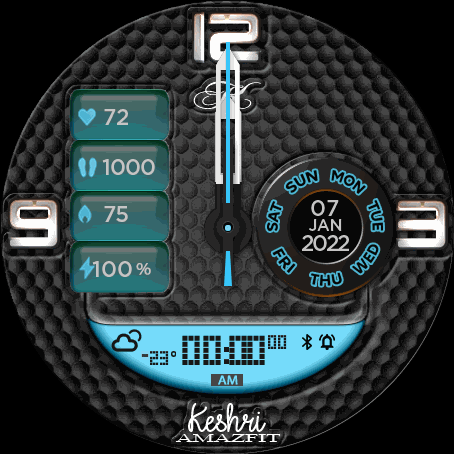 12
72
1000
75
100%
9
3
SUN MON TUE WED THU FRI SAT
07
JAN
2022
-23°
00:00 00
AM
Keshri
AMAZFIT